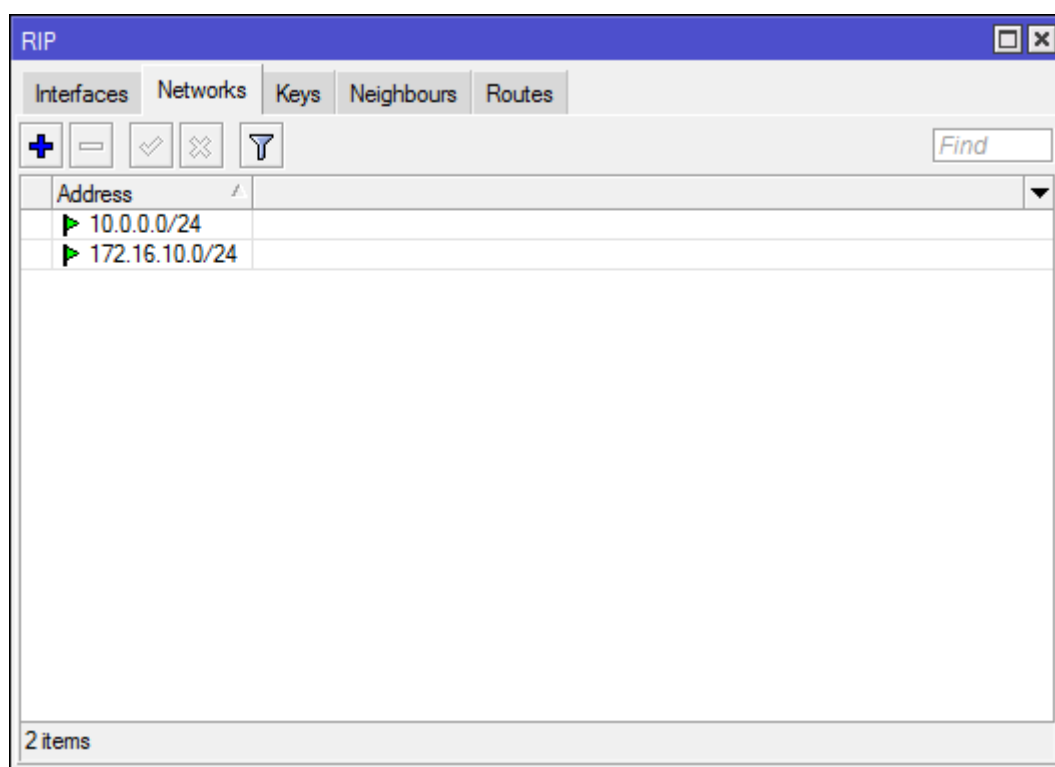 RIP
Interfaces Networks Keys Neighbours Routes
Find
Address
10.0.0.0/24
172.16.10.0/24
2 items